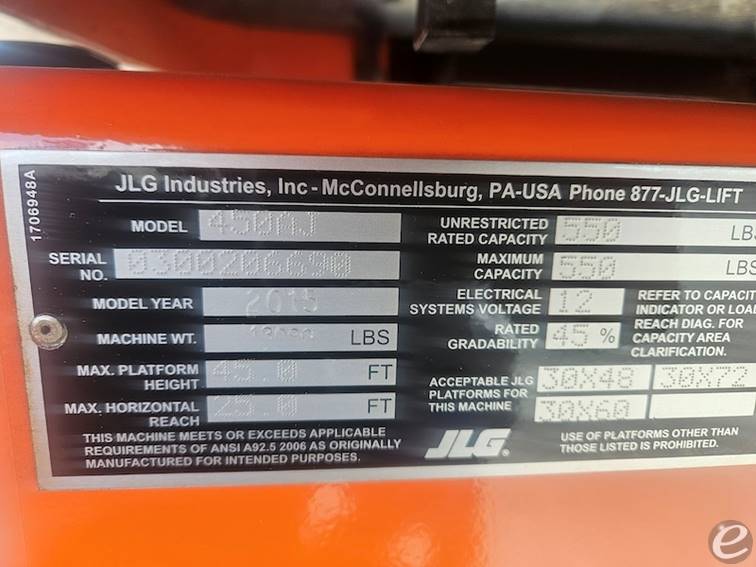 1706948A
JLG Industries, Inc - McConnellsburg, PA-USA Phone 877-JLG-LIFT
MODEL 450AJ
SERIAL NO. 0300206690
MODEL YEAR 2015
MACHINE WT. LBS
MAX. PLATFORM HEIGHT 45.0 FT
MAX. HORIZONTAL REACH 25.0 FT
THIS MACHINE MEETS OR EXCEEDS APPLICABLE
REQUIREMENTS OF ANSI A92.5 2006 AS ORIGINALLY
MANUFACTURED FOR INTENDED PURPOSES.
UNRESTRICTED RATED CAPACITY 550 LBS
MAXIMUM CAPACITY 550 LBS
ELECTRICAL SYSTEMS VOLTAGE 12
RATED GRADABILITY 45 %
REFER TO CAPACI
INDICATOR OR LOA
REACH DIAG. FOR
CAPACITY AREA
CLARIFICATION.
ACCEPTABLE JLG
PLATFORMS FOR
THIS MACHINE
30X48 30X72
30X60
JLG®
USE OF PLATFORMS OTHER THAN
THOSE LISTED IS PROHIBITED.
e